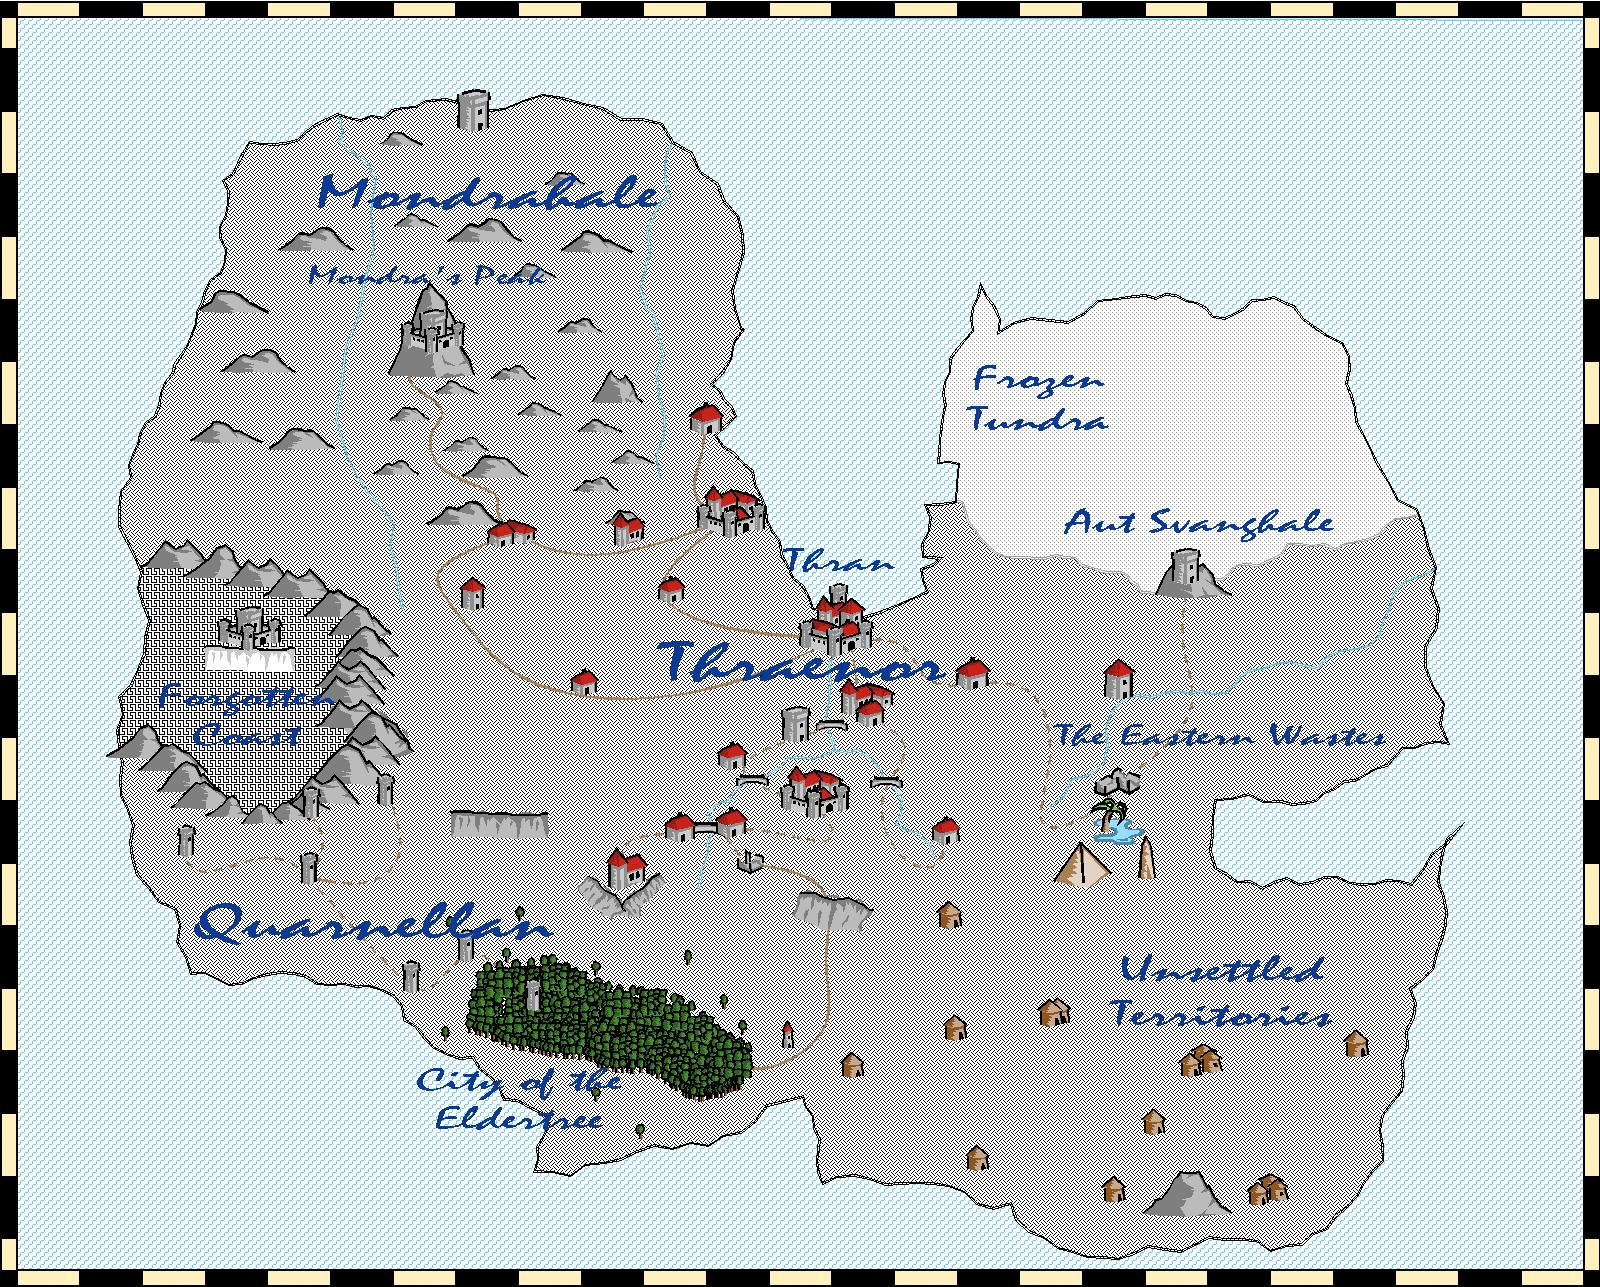 Mondrahale
Mondra's Peak
Frozen
Tundra
Aut Svanghale
Thran
Thraenor
Forgotten
Coast
The Eastern Wastes
Quarnellan
Unsettled
Territories
City of the
Eldertree